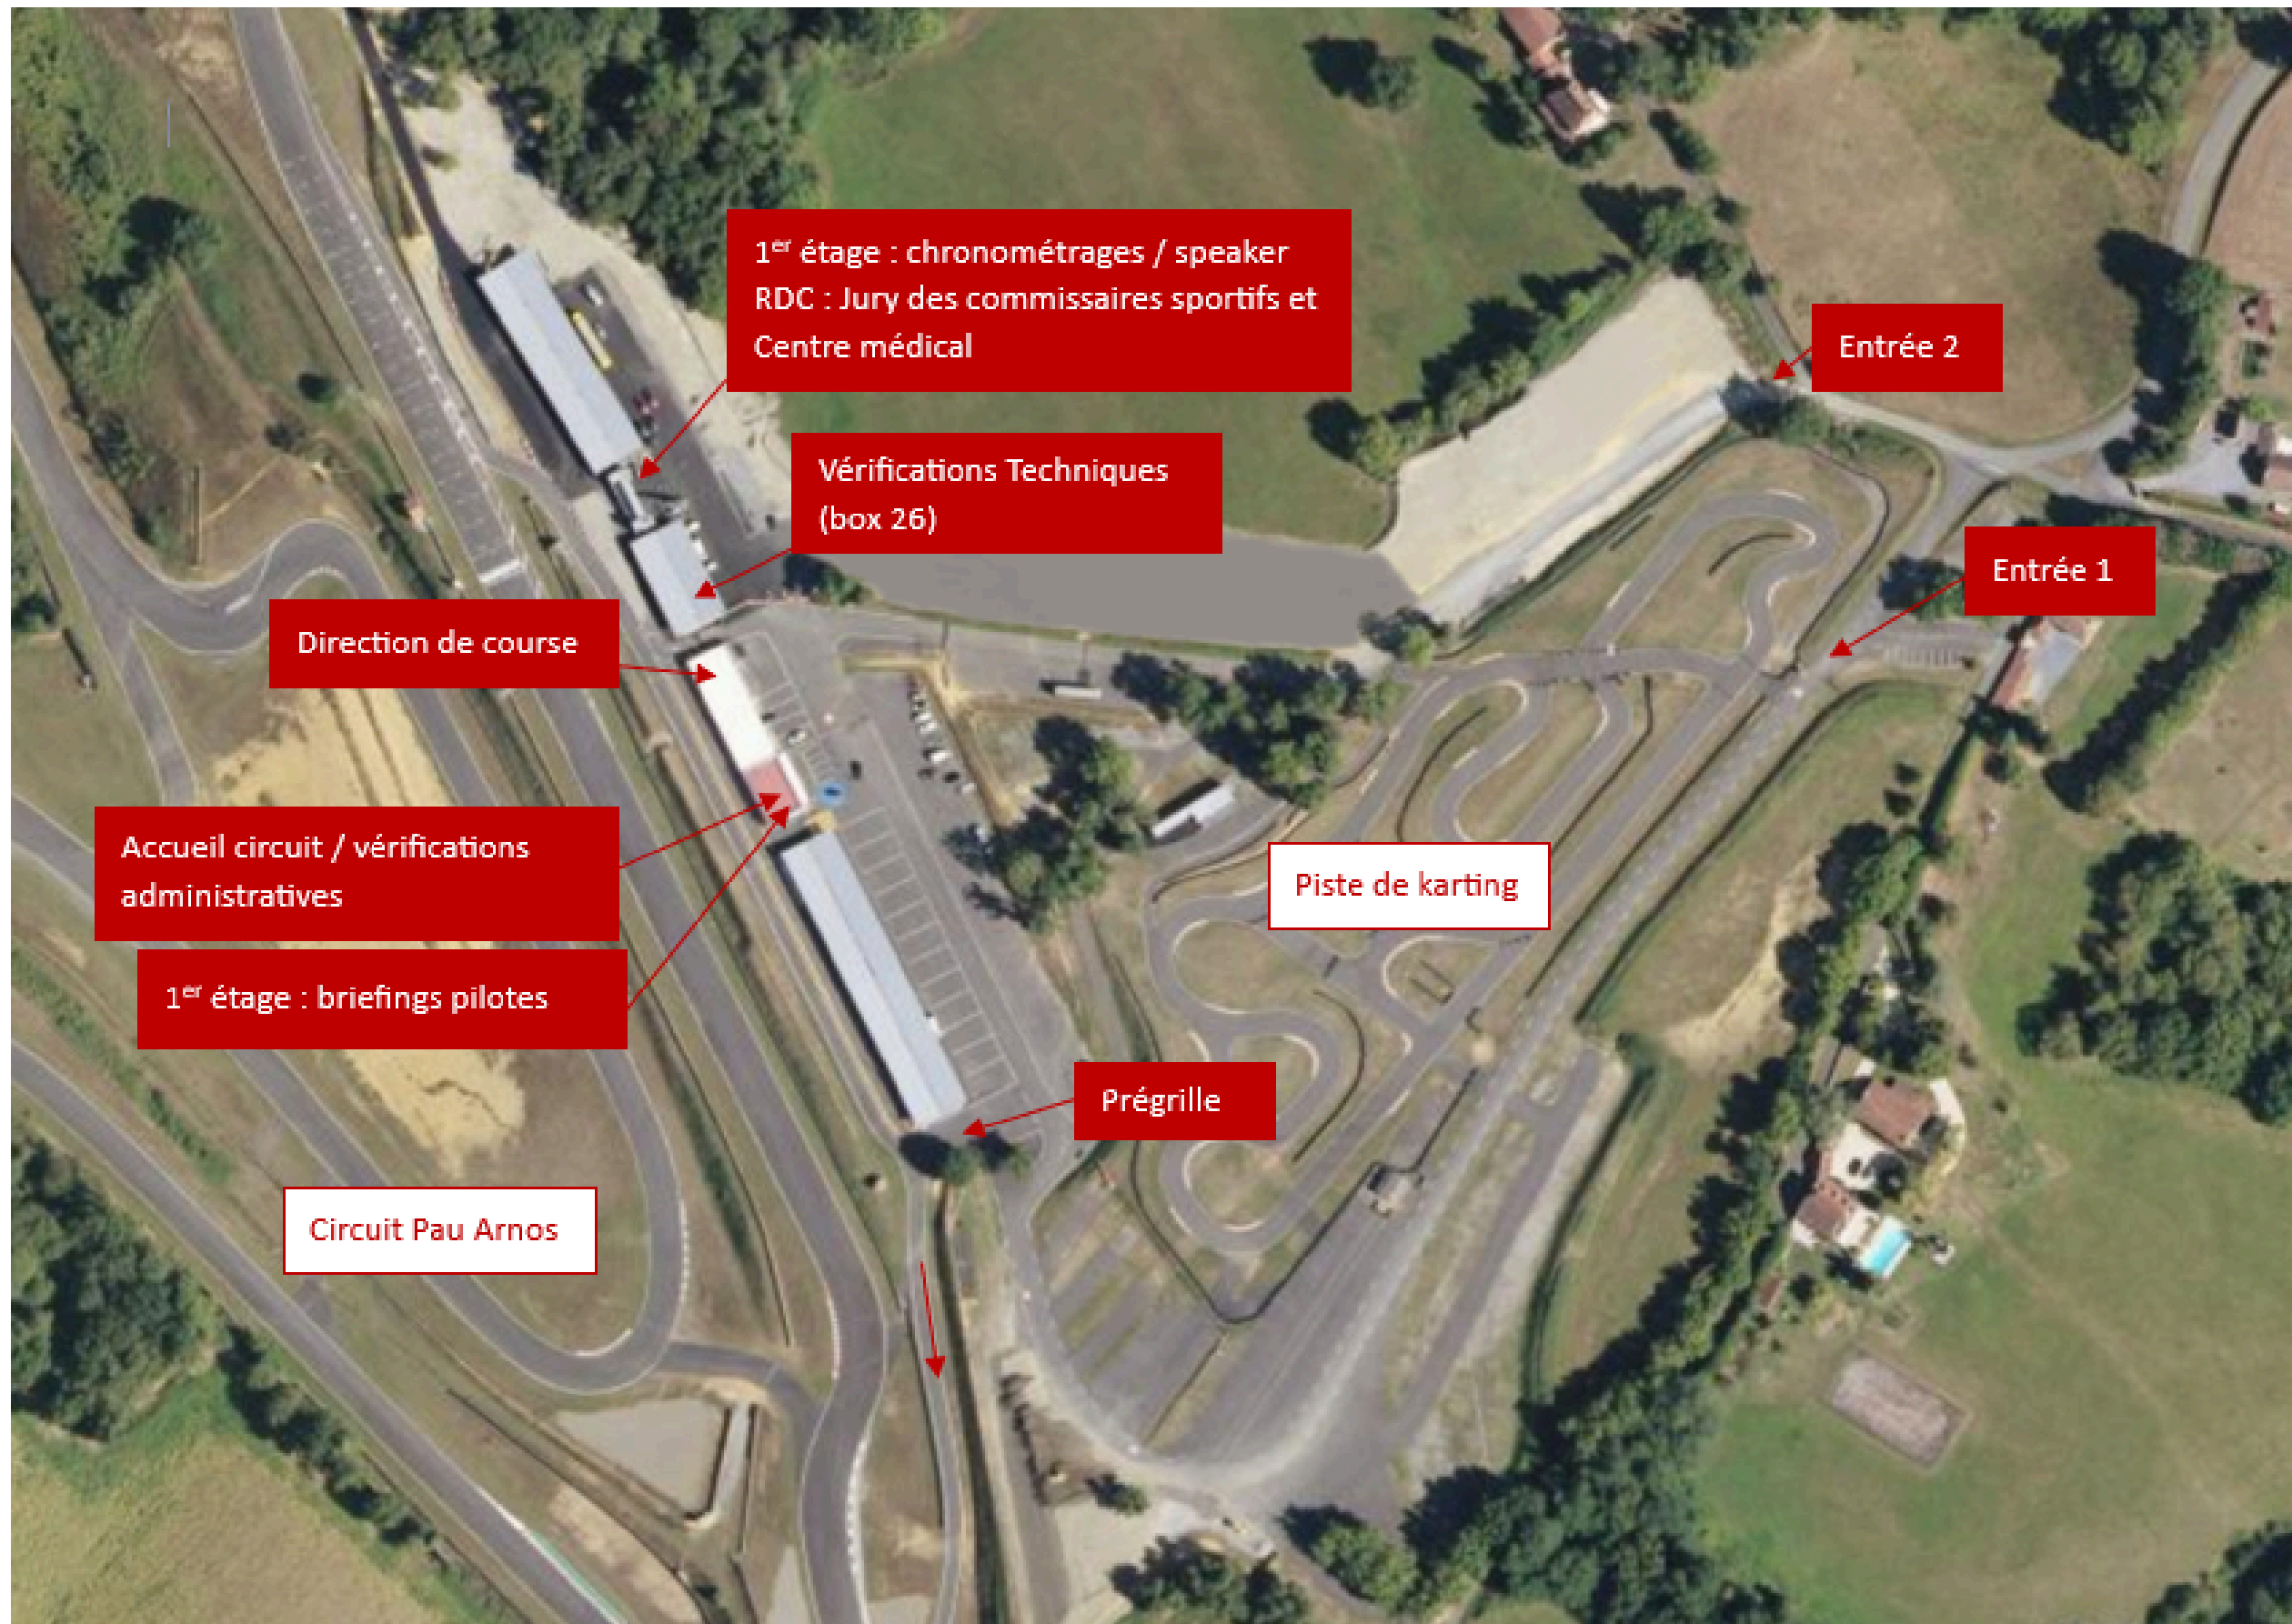 1er étage : chronométrages / speaker
RDC : Jury des commissaires sportifs et
Centre médical
Entrée 2
Vérifications Techniques
(box 26)
Entrée 1
Direction de course
Accueil circuit / vérifications
administratives
Piste de karting
1er étage : briefings pilotes
Prégrille
Circuit Pau Arnos